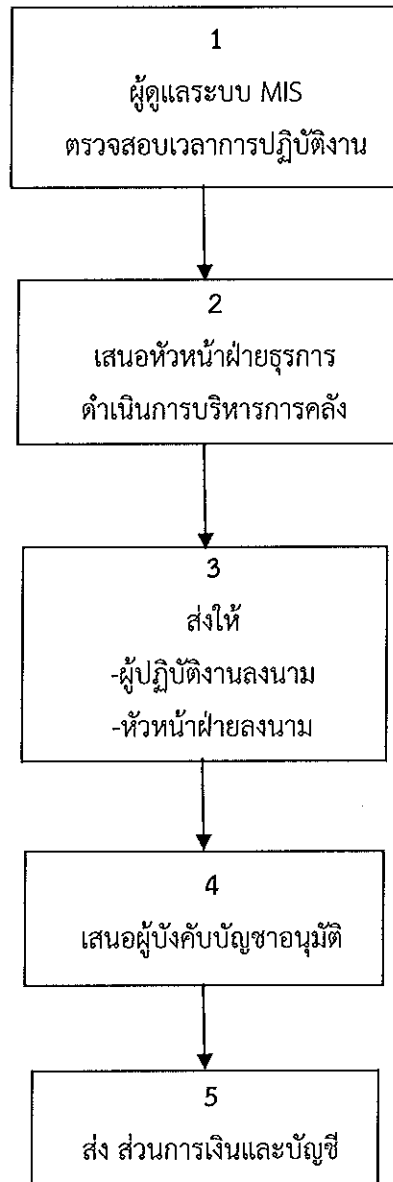 1
ผู้ดูแลระบบ MIS
ตรวจสอบเวลาการปฏิบัติงาน
2
เสนอหัวหน้าฝ่ายธุรการ
ดำเนินการบริหารการคลัง
3
ส่งให้
-ผู้ปฏิบัติงานลงนาม
-หัวหน้าฝ่ายลงนาม
4
เสนอผู้บังคับบัญชาอนุมัติ
5
ส่ง ส่วนการเงินและบัญชี